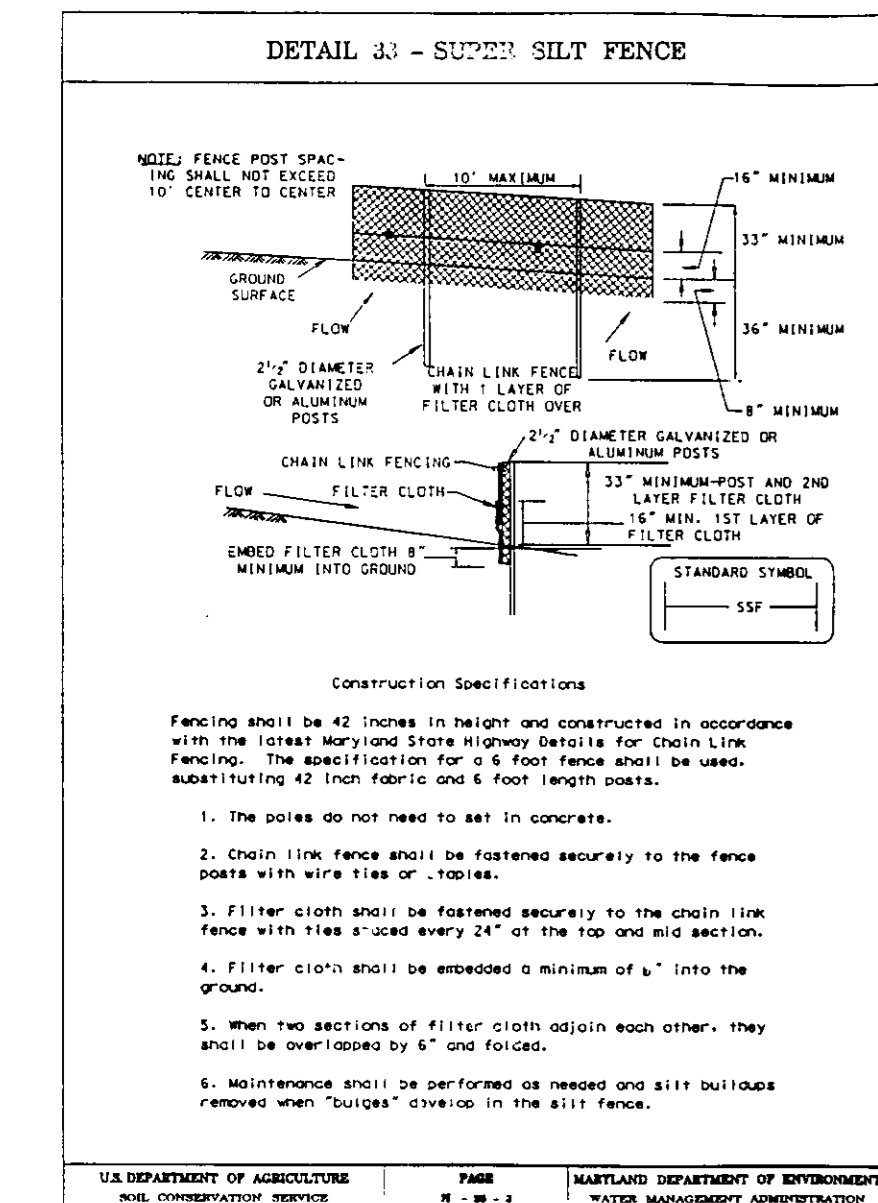 DETAIL 33 - SUPER SILT FENCE
NOTE: FENCE POST SPAC-
ING SHALL NOT EXCEED
10' CENTER TO CENTER
10' MAXIMUM
16" MINIMUM
33" MINIMUM
GROUND
SURFACE
FLOW
FLOW
36" MINIMUM
2 1/2" DIAMETER
GALVANIZED
OR ALUMINUM
POSTS
CHAIN LINK FENCE
WITH 1 LAYER OF
FILTER CLOTH OVER
8" MINIMUM
2 1/2" DIAMETER GALVANIZED OR
ALUMINUM POSTS
CHAIN LINK FENCING
FLOW
FILTER CLOTH
33" MINIMUM-POST AND 2ND
LAYER FILTER CLOTH
16" MIN. 1ST LAYER OF
FILTER CLOTH
EMBED FILTER CLOTH 8"
MINIMUM INTO GROUND
STANDARD SYMBOL
SSF
Construction Specifications
Fencing shall be 42 inches in height and constructed in accordance
with the latest Maryland State Highway Details for Chain Link
Fencing. The specification for a 6 foot fence shall be used.
substituting 42 inch fabric and 6 foot length posts.
1. The poles do not need to set in concrete.
2. Chain link fence shall be fastened securely to the fence
posts with wire ties or staples.
3. Filter cloth shall be fastened securely to the chain link
fence with ties spaced every 24" at the top and mid section.
4. Filter cloth shall be embedded a minimum of into the
ground.
5. When two sections of filter cloth adjoin each other, they
shall be overlapped by 6" and folded.
6. Maintenance shall be performed as needed and silt buildups
removed when "bulges" develop in the silt fence.
U.S. DEPARTMENT OF AGRICULTURE
SOIL CONSERVATION SERVICE
PAGE
MARYLAND DEPARTMENT OF ENVIRONMENT
WATER MANAGEMENT ADMINISTRATION